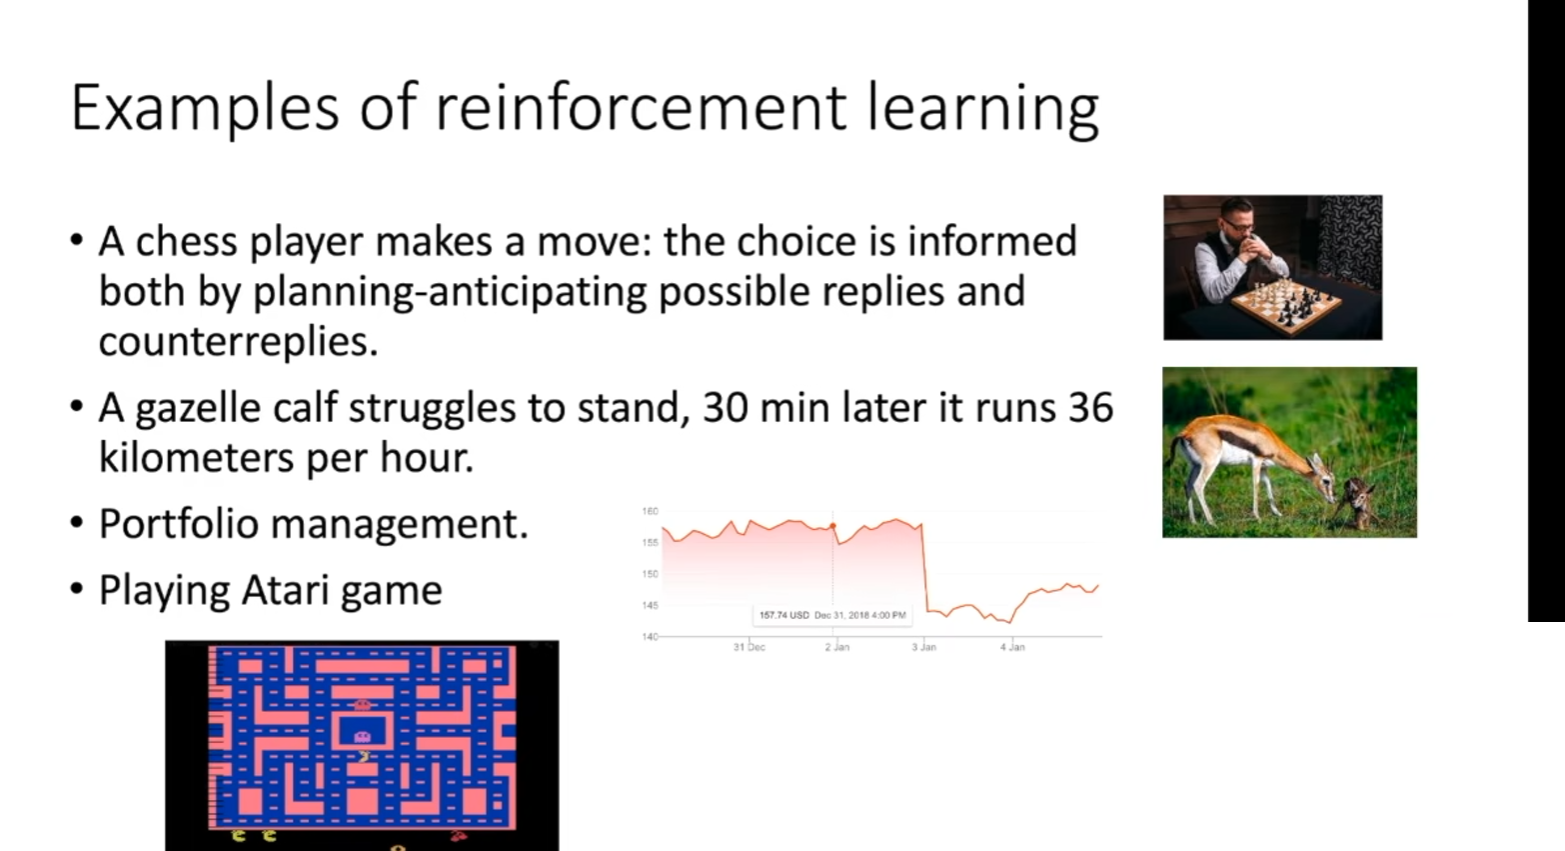 Examples of reinforcement learning
• A chess player makes a move: the choice is informed
both by planning-anticipating possible replies and
counterreplies.
• A gazelle calf struggles to stand, 30 min later it runs 36
kilometers per hour.
• Portfolio management.
• Playing Atari game
160
155
150
145
140
157.74 USD Dec 31, 2018 4:00 PM
31 Dec
2 Jan
3 Jan
4 Jan